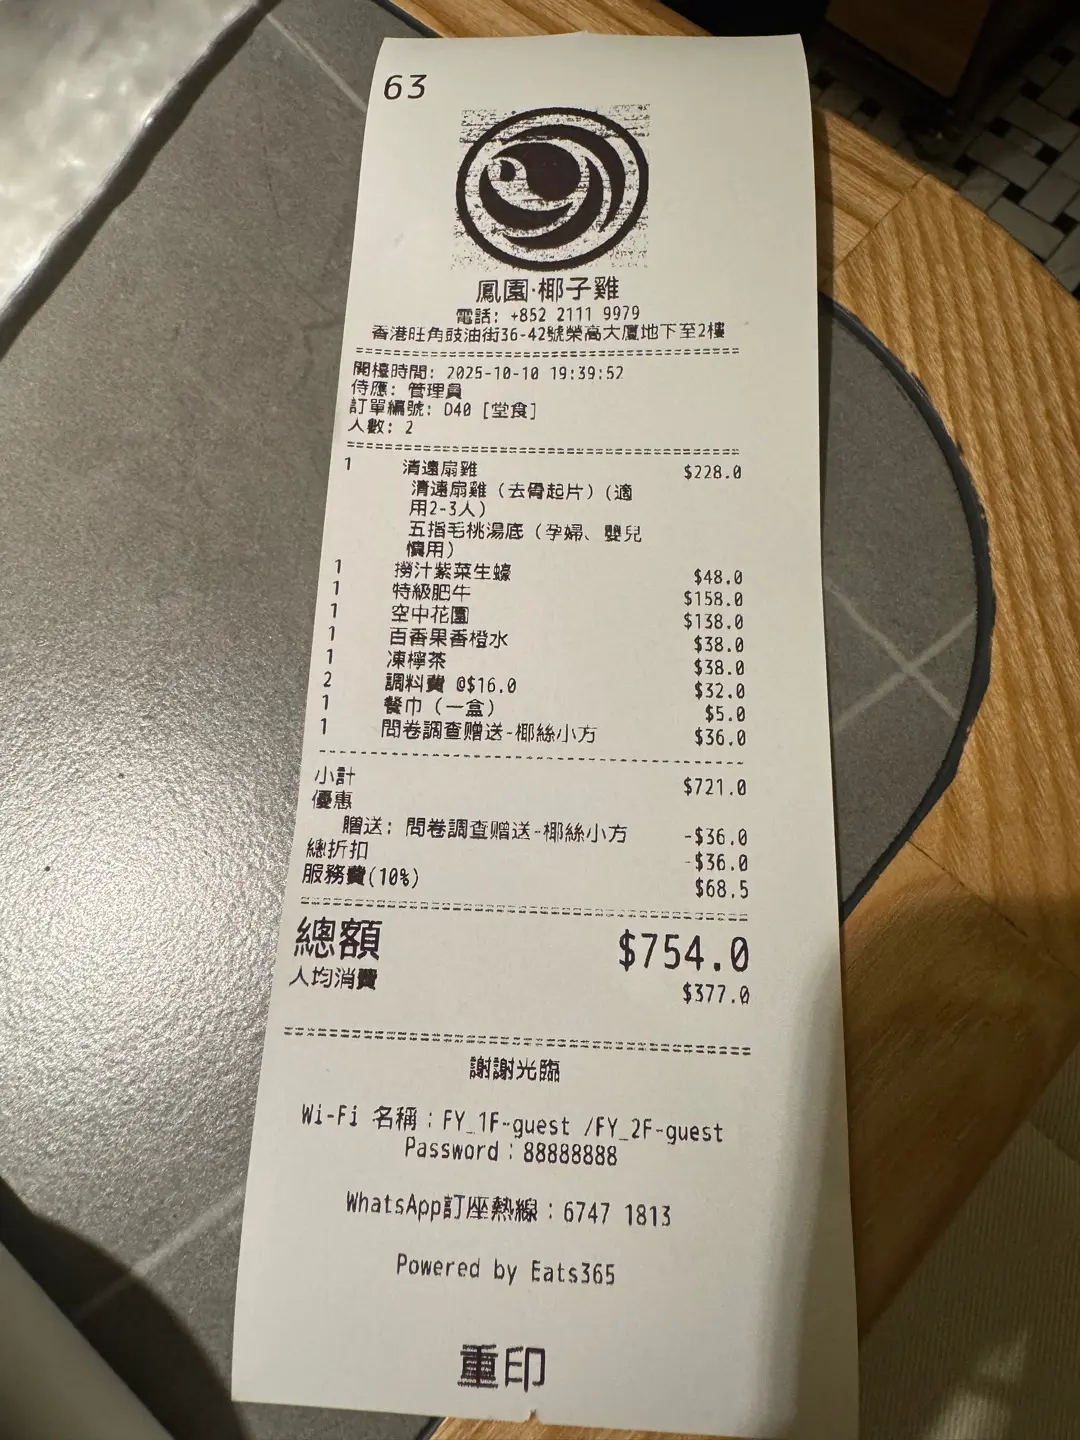 63
鳳園·椰子雞
電話: +852 2111 9979
香港旺角豉油街36-42號榮高大廈地下至2樓
開檯時間: 2025-10-10 19:39:52
侍應: 管理員
訂單編號: D40 [堂食]
人數: 2
1 清遠扇雞 $228.0
清遠扇雞（去骨起片）(適
用2-3人)
五指毛桃湯底（孕婦、嬰兒
慎用）
1 撈汁紫菜生蠔 $48.0
1 特級肥牛 $158.0
1 空中花園 $138.0
1 百香果香橙水 $38.0
1 凍檸茶 $38.0
2 調料費 @$16.0 $32.0
1 餐巾（一盒） $5.0
1 問卷調查赠送-椰絲小方 $36.0
小計 $721.0
優惠
贈送: 問卷調查赠送-椰絲小方 -$36.0
總折扣 -$36.0
服務費(10%) $68.5
總額 $754.0
人均消費 $377.0
謝謝光臨
Wi-Fi 名稱：FY_1F-guest /FY_2F-guest
Password：88888888
WhatsApp訂座熱線：6747 1813
Powered by Eats365
重印